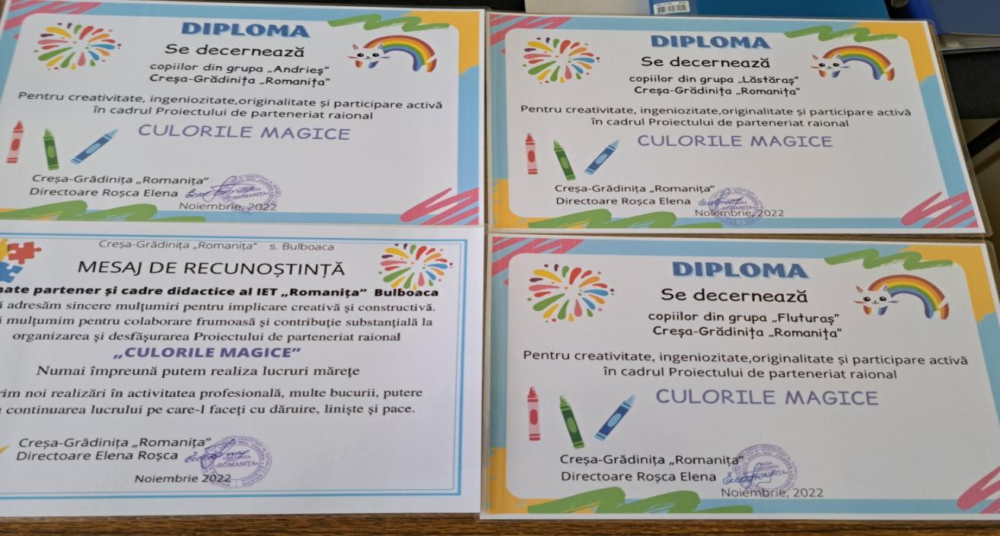 DIPLOMA
Se decernează
copiilor din grupa „Andrieș”
Creșa-Grădinița „Romanița”
Pentru creativitate, ingeniozitate,originalitate și participare activă
în cadrul Proiectului de parteneriat raional
CULORILE MAGICE
Creșa-Grădinița „Romanița”
Directoare Roșca Elena
Noiembrie, 2022
DIPLOMA
Se decernează
copiilor din grupa „Lăstăraș”
Creșa-Grădinița „Romanița”
Pentru creativitate, ingeniozitate,originalitate și participare activă
în cadrul Proiectului de parteneriat raional
CULORILE MAGICE
Creșa-Grădinița „Romanița”
Directoare Roșca Elena
Noiembrie, 2022
Creșa-Grădinița „Romanița” s. Bulboaca
MESAJ DE RECUNOȘTINȚĂ
partener și cadre didactice al IET „Romanița” Bulboaca
adresăm sincere mulțumiri pentru implicare creativă și constructivă.
mulțumim pentru colaborare frumoasă și contribuție substanțială la
organizarea și desfășurarea Proiectului de parteneriat raional
„CULORILE MAGICE”
Numai împreună putem realiza lucruri mărețe
noi realizări în activitatea profesională, multe bucurii, putere
continuarea lucrului pe care-l faceți cu dăruire, liniște și pace.
Creșa-Grădinița „Romanița”
Directoare Elena Roșca
«ROMANIȚA»
Noiembrie 2022
DIPLOMA
Se decernează
copiilor din grupa „Fluturaș”
Creșa-Grădinița „Romanița”
Pentru creativitate, ingeniozitate,originalitate și participare activă
în cadrul Proiectului de parteneriat raional
CULORILE MAGICE
Creșa-Grădinița „Romanița”
Directoare Roșca Elena
Noiembrie, 2022